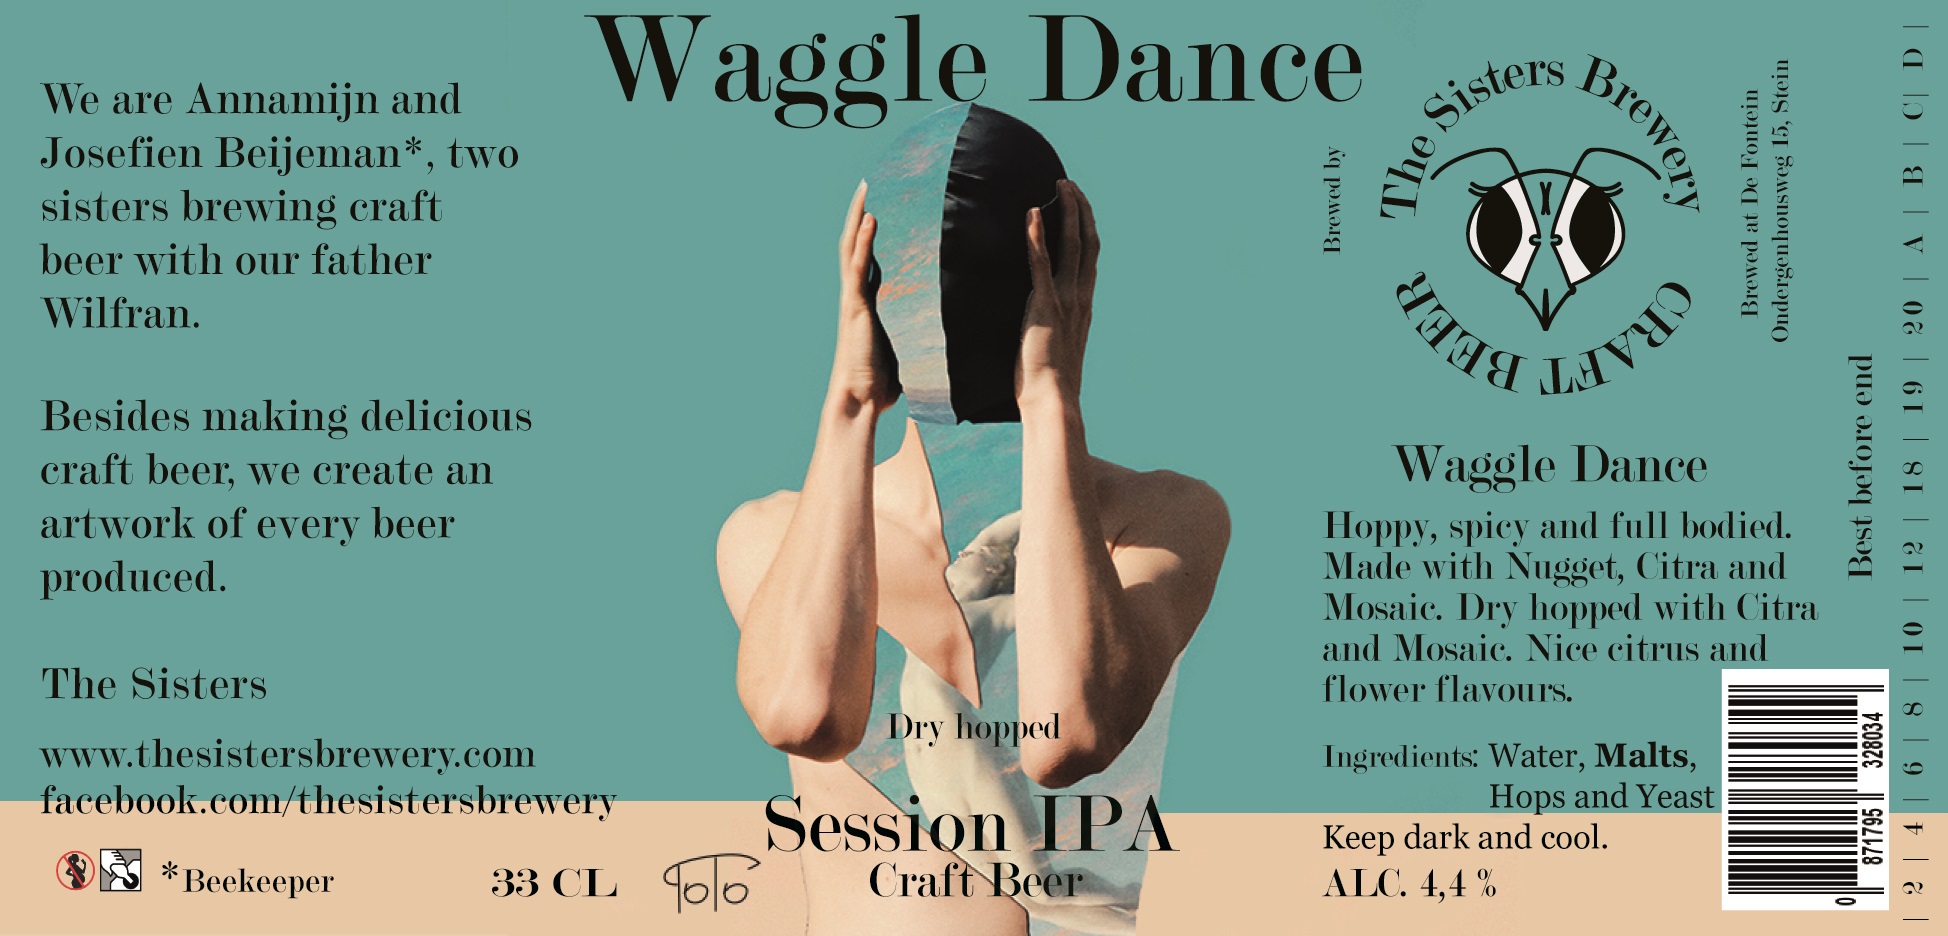 We are Annamijn and
Josefien Beijeman*, two
sisters brewing craft
beer with our father
Wilfran.
Besides making delicious
craft beer, we create an
artwork of every beer
produced.
The Sisters
www.thesistersbrewery.com
facebook.com/thesistersbrewery
*Beekeeper
33 CL
Waggle Dance
Dry hopped
Session IPA
Craft Beer
ToTo
Brewed by
The Sisters Brewery
CRAFT BEER
Brewed at De Fontein
Ondergenhousweg 15, Stein
Waggle Dance
Hoppy, spicy and full bodied.
Made with Nugget, Citra and
Mosaic. Dry hopped with Citra
and Mosaic. Nice citrus and
flower flavours.
Ingredients: Water, Malts,
Hops and Yeast
Keep dark and cool.
ALC. 4,4 %
0 871795 328034
Best before end
| 2 | 4 | 6 | 8 | 10 | 12 | 18 | 19 | 20 | A | B | C | D |